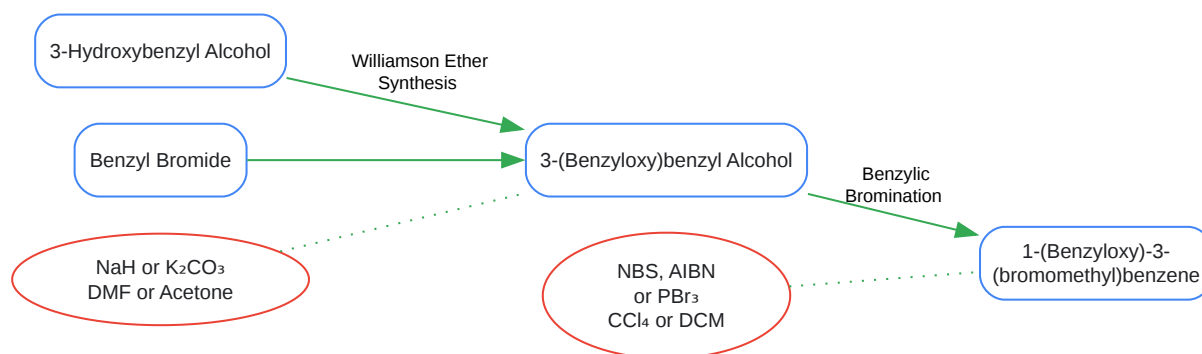 3-Hydroxybenzyl Alcohol
Williamson Ether
Synthesis
Benzyl Bromide
3-(Benzyloxy)benzyl Alcohol
Benzylic
Bromination
NaH or K₂CO₃
DMF or Acetone
NBS, AIBN
or PBr₃
CCl₄ or DCM
1-(Benzyloxy)-3-
(bromomethyl)benzene